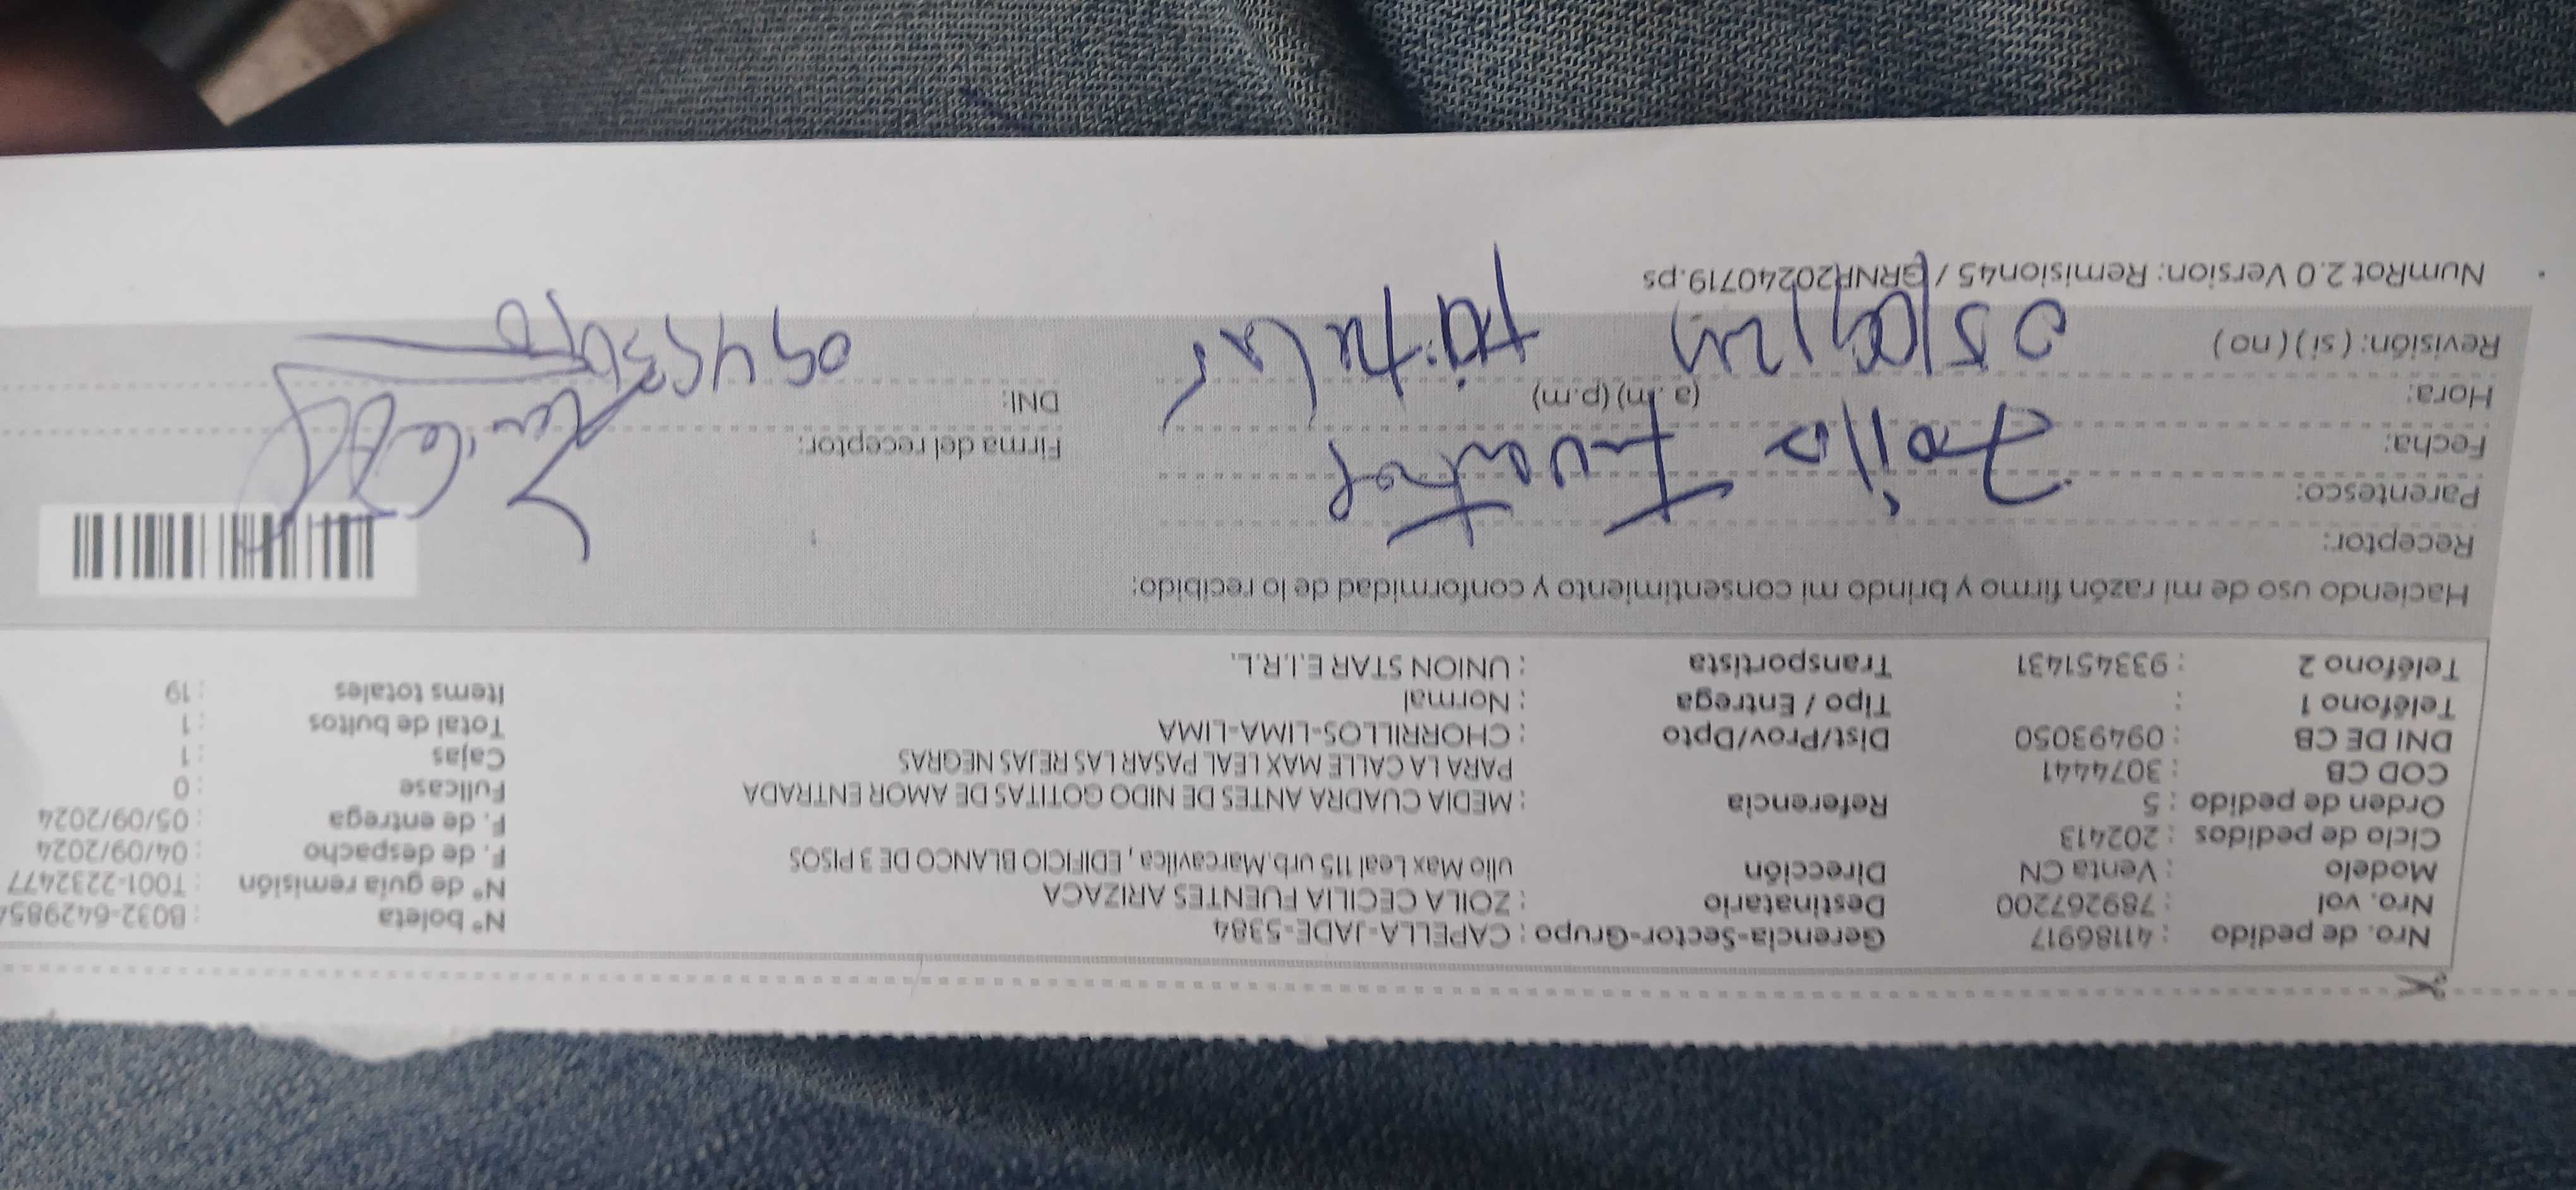 Nro. de pedido : 41186917 Gerencia-Sector-Grupo : CAPELLA-JADE-5384 N° boleta : B032-6429854
Nro. vol : 789267200 Destinatario : ZOILA CECILIA FUENTES ARIZACA N° de guía remisión : T001-2232477
Modelo : Venta CN Dirección ulio Max Leal 115 urb.Marcavilca , EDIFICIO BLANCO DE 3 PISOS F. de despacho : 04/09/2024
Ciclo de pedidos : 202413 F. de entrega : 05/09/2024
Orden de pedido : 5 Referencia : MEDIA CUADRA ANTES DE NIDO GOTITAS DE AMOR ENTRADA Fullcase : 0
COD CB : 3074441 PARA LA CALLE MAX LEAL PASAR LAS REJAS NEGRAS Cajas : 1
DNI DE CB : 09493050 Dist/Prov/Dpto : CHORRILLOS-LIMA-LIMA Total de bultos : 1
Teléfono 1 : Tipo / Entrega : Normal Items totales : 19
Teléfono 2 : 933451431 Transportista : UNION STAR E.I.R.L.
Haciendo uso de mi razón firmo y brindo mi consentimiento y conformidad de lo recibido:
Receptor:
Parentesco:
Fecha: Firma del receptor:
Hora: (a.m) (p.m) DNI:
Revisión: ( si ) ( no ) 05/09/24
NumRot 2.0 Version: Remision45 / GRNR20240719.ps